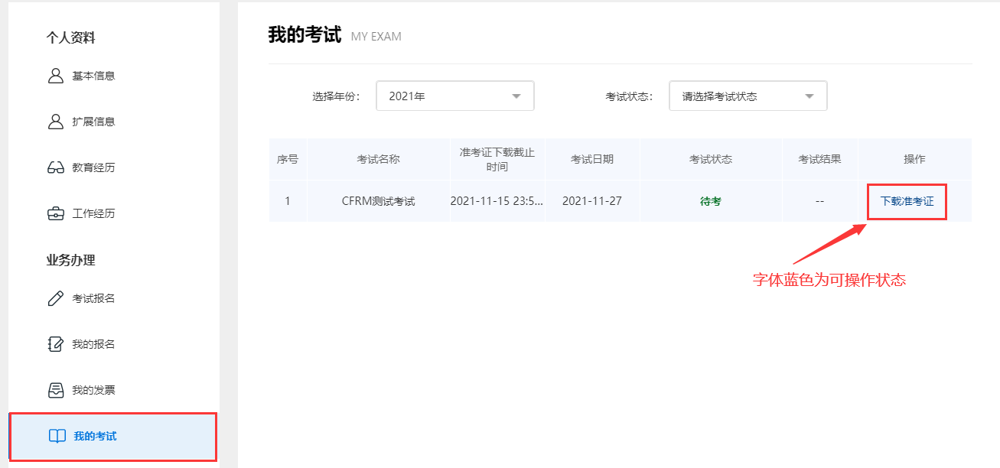 个人资料
基本信息
扩展信息
教育经历
工作经历
业务办理
考试报名
我的报名
我的发票
我的考试
我的考试 MY EXAM
选择年份： 2021年 考试状态： 请选择考试状态
序号 考试名称 准考证下载截止时间 考试日期 考试状态 考试结果 操作
1 CFRM测试考试 2021-11-15 23:5... 2021-11-27 待考 -- 下载准考证
字体蓝色为可操作状态